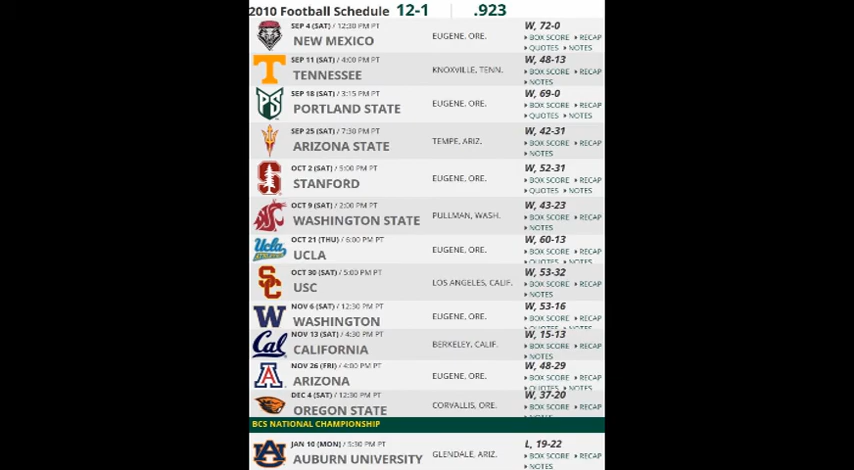 2010 Football Schedule 12-1 .923
SEP 4 (SAT) / 12:30 PM PT
NEW MEXICO
EUGENE, ORE.
W, 72-0
BOX SCORE RECAP
QUOTES NOTES
SEP 11 (SAT) / 4:00 PM PT
T
TENNESSEE
KNOXVILLE, TENN.
W, 48-13
BOX SCORE RECAP
NOTES
SEP 18 (SAT) / 3:15 PM PT
PS
PORTLAND STATE
EUGENE, ORE.
W, 69-0
BOX SCORE RECAP
QUOTES NOTES
SEP 25 (SAT) / 7:30 PM PT
ARIZONA STATE
TEMPE, ARIZ.
W, 42-31
BOX SCORE RECAP
NOTES
OCT 2 (SAT) / 5:00 PM PT
S
STANFORD
EUGENE, ORE.
W, 52-31
BOX SCORE RECAP
QUOTES NOTES
OCT 9 (SAT) / 2:00 PM PT
WASHINGTON STATE
PULLMAN, WASH.
W, 43-23
BOX SCORE RECAP
NOTES
OCT 21 (THU) / 6:00 PM PT
Ucla
UCLA
EUGENE, ORE.
W, 60-13
BOX SCORE RECAP
QUOTES NOTES
OCT 30 (SAT) / 5:00 PM PT
SC
USC
LOS ANGELES, CALIF.
W, 53-32
BOX SCORE RECAP
NOTES
NOV 6 (SAT) / 12:30 PM PT
W
WASHINGTON
EUGENE, ORE.
W, 53-16
BOX SCORE RECAP
QUOTES NOTES
NOV 13 (SAT) / 4:30 PM PT
Cal
CALIFORNIA
BERKELEY, CALIF.
W, 15-13
BOX SCORE RECAP
NOTES
NOV 26 (FRI) / 4:00 PM PT
A
ARIZONA
EUGENE, ORE.
W, 48-29
BOX SCORE RECAP
QUOTES NOTES
DEC 4 (SAT) / 12:30 PM PT
OREGON STATE
CORVALLIS, ORE.
W, 37-20
BOX SCORE RECAP
BCS NATIONAL CHAMPIONSHIP
JAN 10 (MON) / 5:30 PM PT
AU
AUBURN UNIVERSITY
GLENDALE, ARIZ.
L, 19-22
BOX SCORE RECAP
NOTES